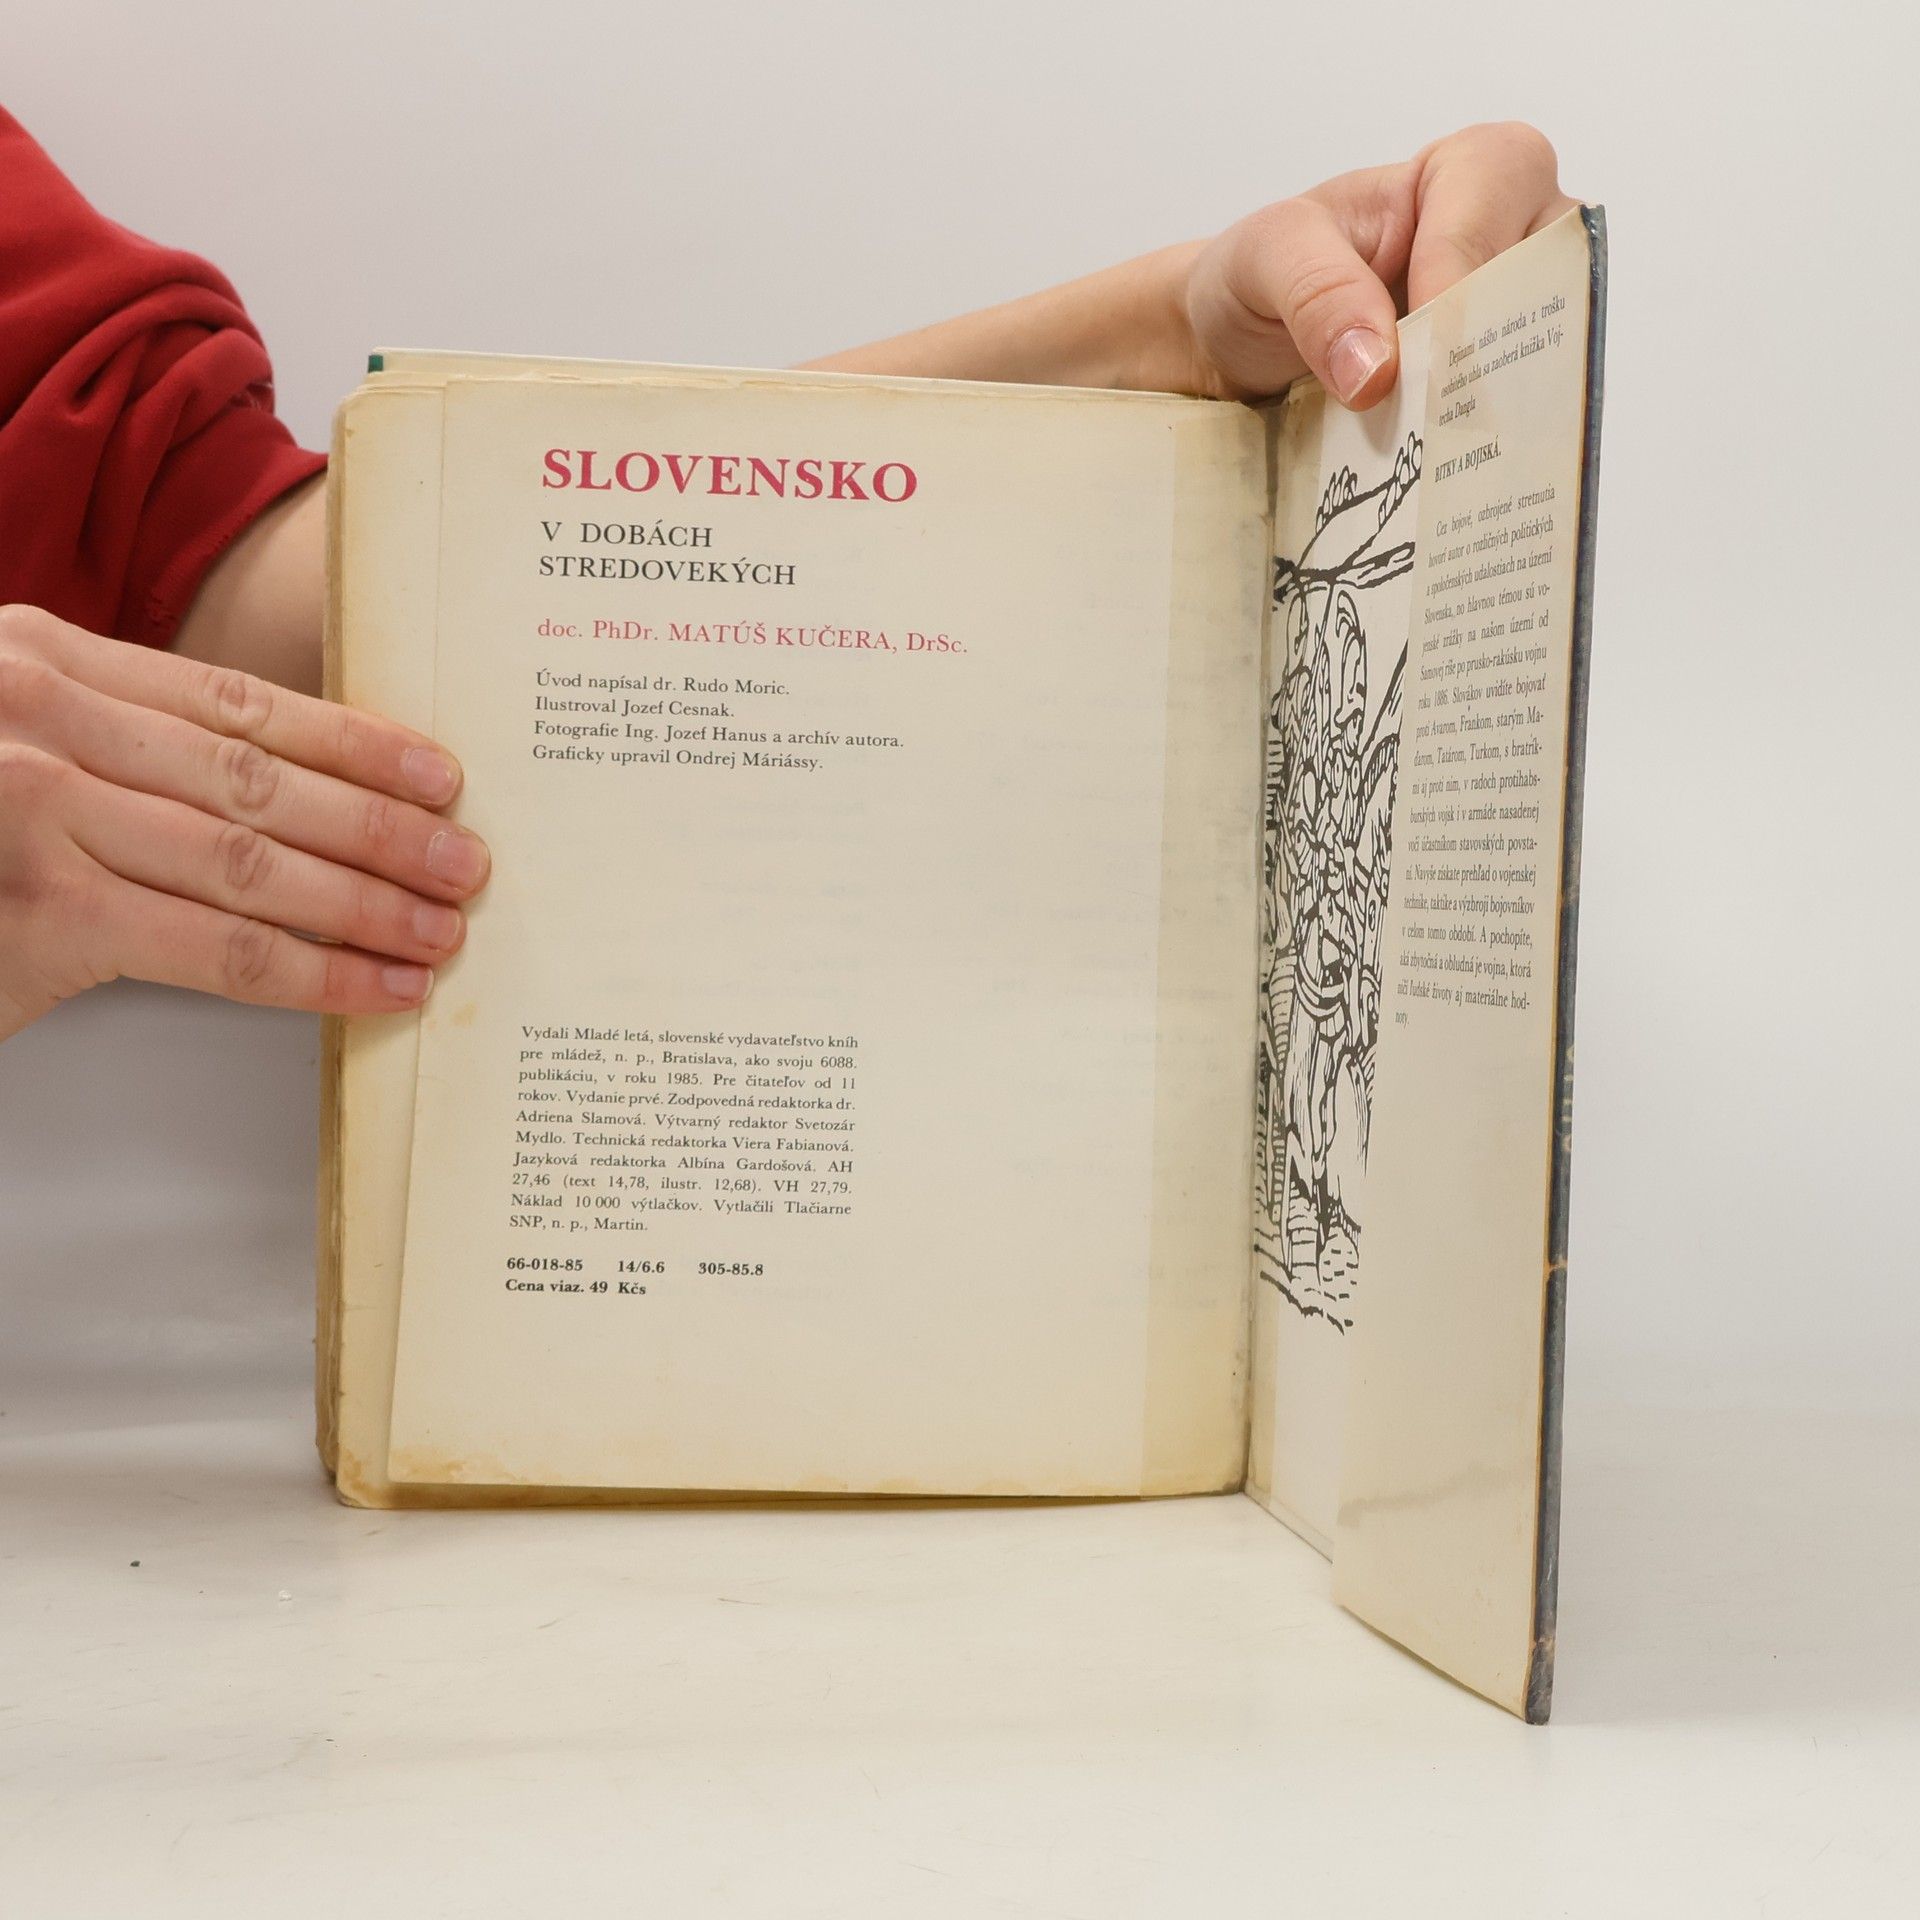 SLOVENSKO
V DOBÁCH
STREDOVEKÝCH
doc. PhDr. MATÚŠ KUČERA, DrSc.
Úvod napísal dr. Rudo Moric.
Ilustroval Jozef Cesnak.
Fotografie Ing. Jozef Hanus a archív autora.
Graficky upravil Ondrej Máriássy.
Vydali Mladé letá, slovenské vydavateľstvo kníh
pre mládež, n. p., Bratislava, ako svoju 6088.
publikáciu, v roku 1985. Pre čitateľov od 11
rokov. Vydanie prvé. Zodpovedná redaktorka dr.
Adriena Slamová. Výtvarný redaktor Svetozár
Mydlo. Technická redaktorka Viera Fabianová.
Jazyková redaktorka Albína Gardošová. AH
27,46 (text 14,78, ilustr. 12,68). VH 27,79.
Náklad 10 000 výtlačkov. Vytlačili Tlačiarne
SNP, n. p., Martin.
66-018-85 14/6.6 305-85.8
Cena viaz. 49 Kčs
Dejinami nášho národa z trošku
osobitého uhla sa zaoberá knižka Voj-
techa Dangla
BITKY A BOJISKÁ.
Cez bojové, ozbrojené stretnutia
hovorí autor o rozličných politických
a spoločenských udalostiach na území
Slovenska, no hlavnou témou sú vo-
jenské zrážky na našom území od
Samovej ríše po prusko-rakúsku vojnu
roku 1886. Slovákov uvidíte bojovať
proti Avarom, Frankom, starým Ma-
ďarom, Tatárom, Turkom, s bratrík-
mi aj proti nim, v radoch protihabs-
burských vojsk i v armáde nasadenej
voči účastníkom stavovských povsta-
ní. Navyše získate prehľad o vojenskej
technike, taktike a výzbroji bojovníkov
v celom tomto období. A pochopíte,
aká zbytočná a obludná je vojna, ktorá
ničí ľudské životy aj materiálne hod-
noty.